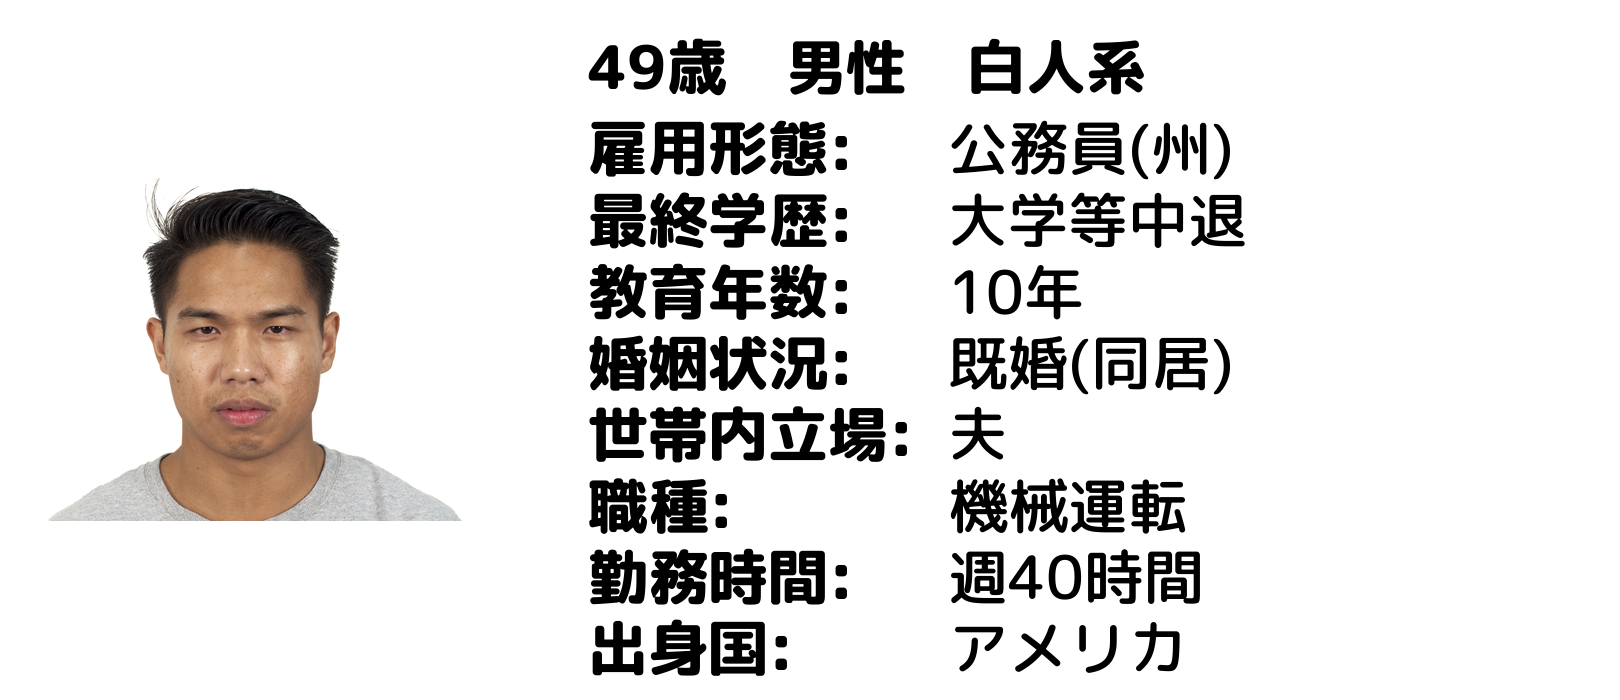 49歳　男性　白人系
雇用形態:　公務員(州)
最終学歴:　大学等中退
教育年数:　10年
婚姻状況:　既婚(同居)
世帯内立場:　夫
職種:　機械運転
勤務時間:　週40時間
出身国:　アメリカ